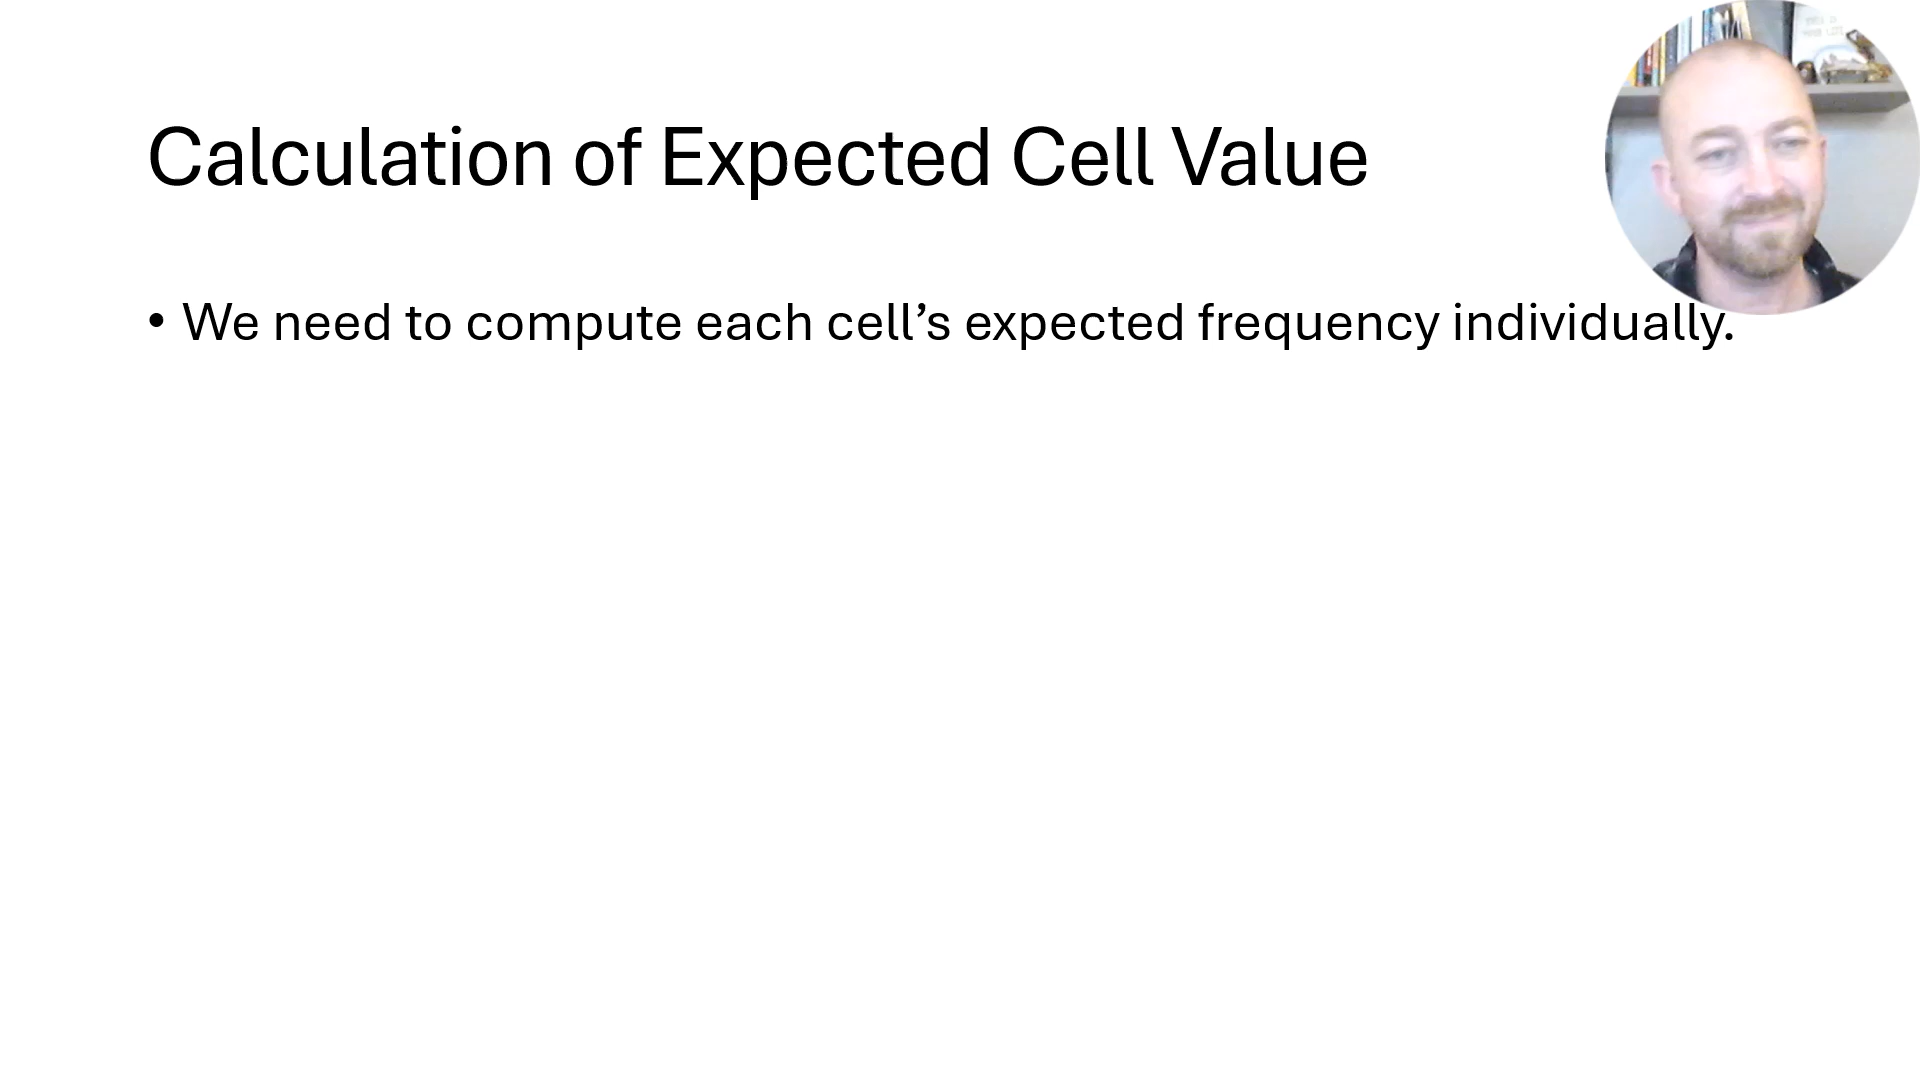 Calculation of Expected Cell Value
• We need to compute each cell’s expected frequency individually.